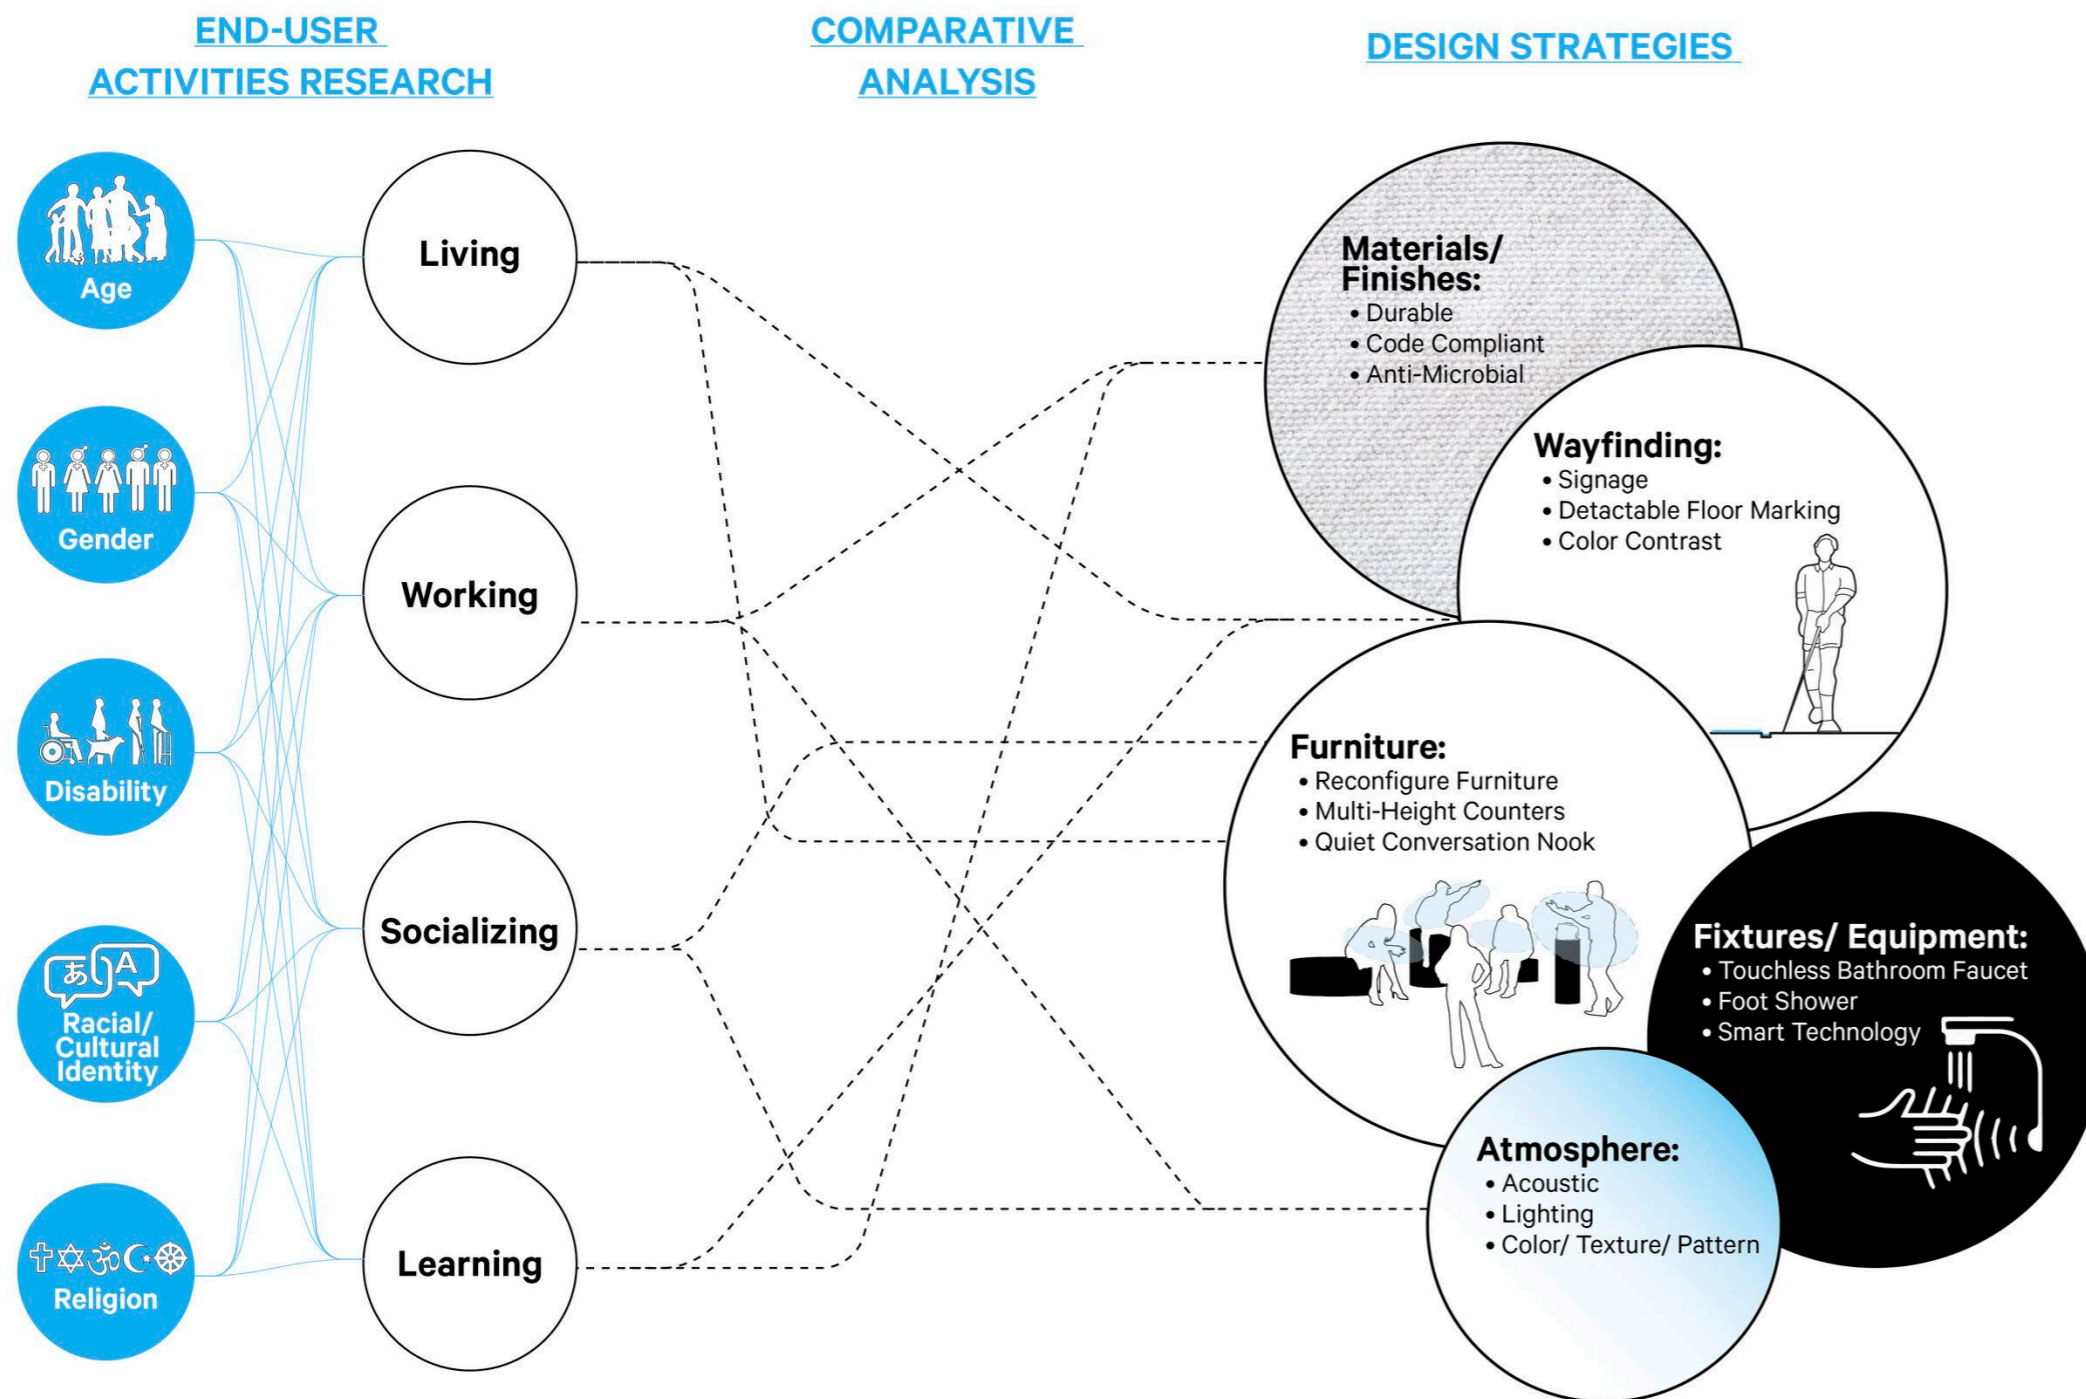 END-USER
ACTIVITIES RESEARCH
COMPARATIVE
ANALYSIS
DESIGN STRATEGIES
Age
Gender
Disability
あ A
Racial/
Cultural
Identity
Religion
Living
Working
Socializing
Learning
Materials/
Finishes:
• Durable
• Code Compliant
• Anti-Microbial
Wayfinding:
• Signage
• Detactable Floor Marking
• Color Contrast
Furniture:
• Reconfigure Furniture
• Multi-Height Counters
• Quiet Conversation Nook
Fixtures/ Equipment:
• Touchless Bathroom Faucet
• Foot Shower
• Smart Technology
Atmosphere:
• Acoustic
• Lighting
• Color/ Texture/ Pattern